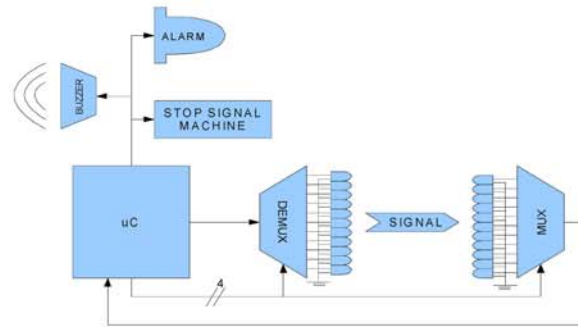 ALARM
BUZZER
STOP SIGNAL
MACHINE
uC
DEMUX
SIGNAL
MUX
4